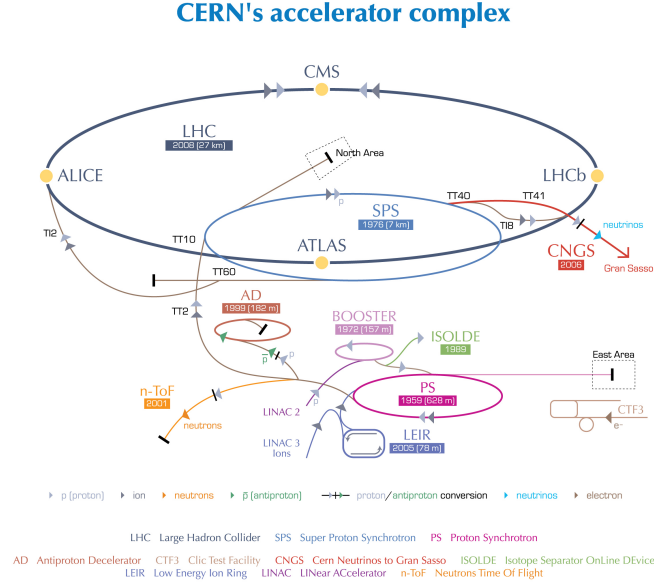 CERN's accelerator complex
CMS
LHC
2008 (27 km)
North Area
ALICE
LHCb
TT40
TT41
SPS
1976 (7 km)
p
TI2
TT10
TI8
neutrinos
ATLAS
CNGS
2006
Gran Sasso
TT60
AD
1999 (182 m)
TT2
BOOSTER
1972 (157 m)
ISOLDE
1989
p̅
p
East Area
n-ToF
2001
PS
1959 (628 m)
LINAC 2
p
neutrons
CTF3
e-
LINAC 3
Ions
LEIR
2005 (78 m)
p (proton)
ion
neutrons
p̅ (antiproton)
proton/antiproton conversion
neutrinos
electron
LHC Large Hadron Collider SPS Super Proton Synchrotron PS Proton Synchrotron
AD Antiproton Decelerator CTF3 Clic Test Facility CNGS Cern Neutrinos to Gran Sasso ISOLDE Isotope Separator OnLine DEvice
LEIR Low Energy Ion Ring LINAC LINear ACcelerator n-ToF Neutrons Time Of Flight